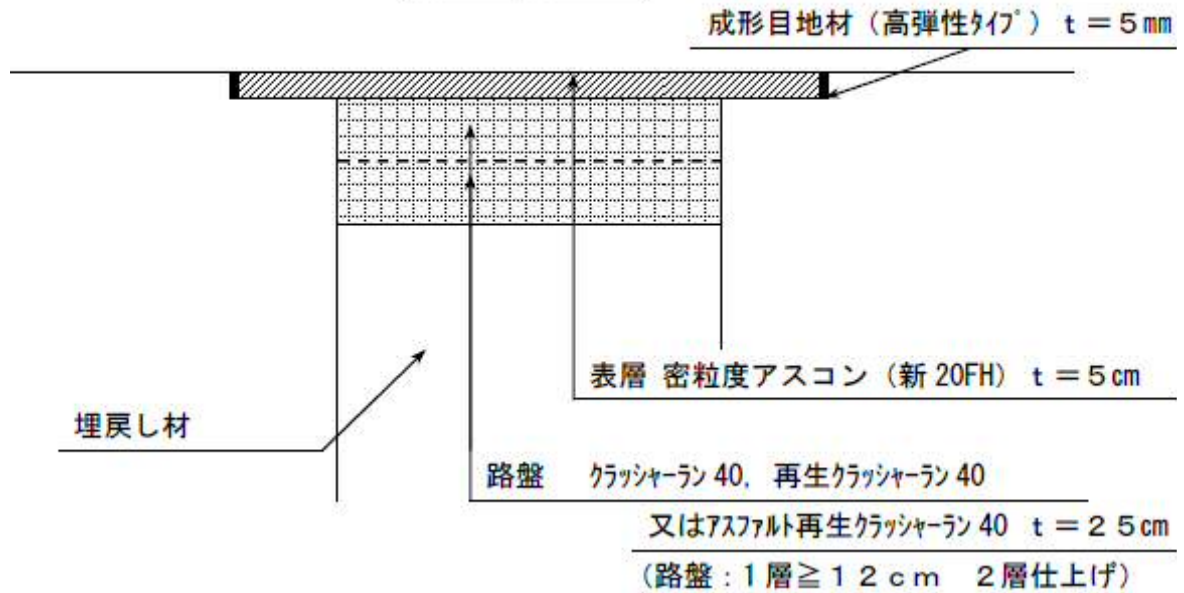 成形目地材（高弾性ﾀｲﾌﾟ） ｔ＝５㎜
表層 密粒度アスコン（新 20FH） ｔ＝５㎝
埋戻し材
路盤 ｸﾗｯｼｬｰﾗﾝ 40, 再生ｸﾗｯｼｬｰﾗﾝ 40
又はｱｽﾌｧﾙﾄ再生ｸﾗｯｼｬｰﾗﾝ 40 ｔ＝２５㎝
（路盤：１層≧１２ｃｍ ２層仕上げ）